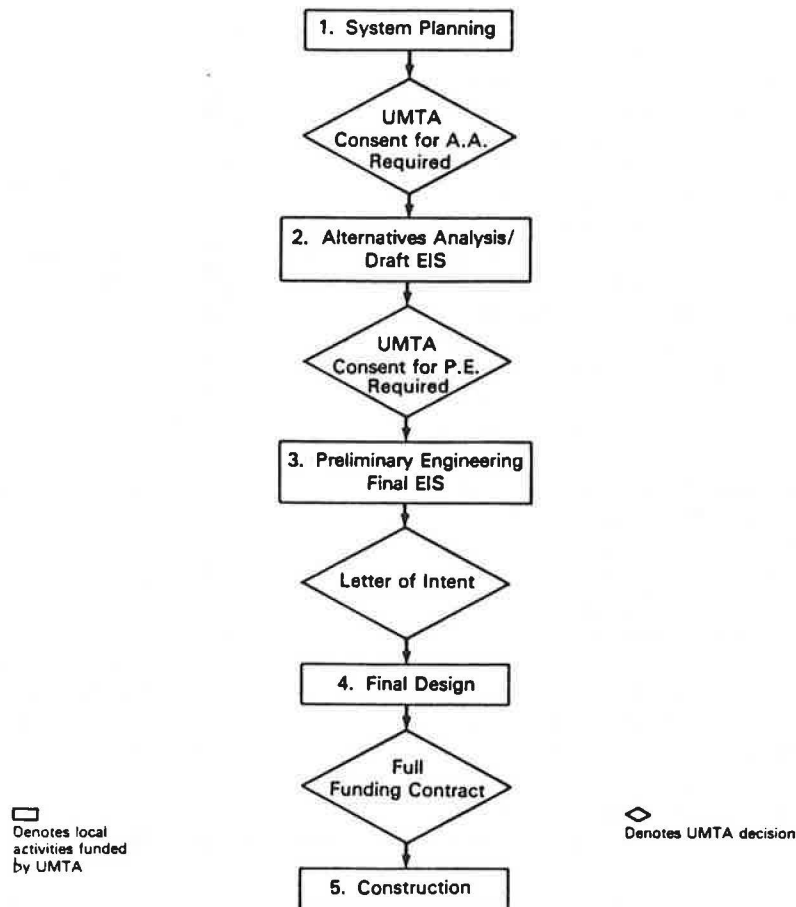 1. System Planning
UMTA
Consent for A.A.
Required
2. Alternatives Analysis/
Draft EIS
UMTA
Consent for P.E.
Required
3. Preliminary Engineering
Final EIS
Letter of Intent
4. Final Design
Full
Funding Contract
5. Construction
Denotes local
activities funded
by UMTA
Denotes UMTA decision